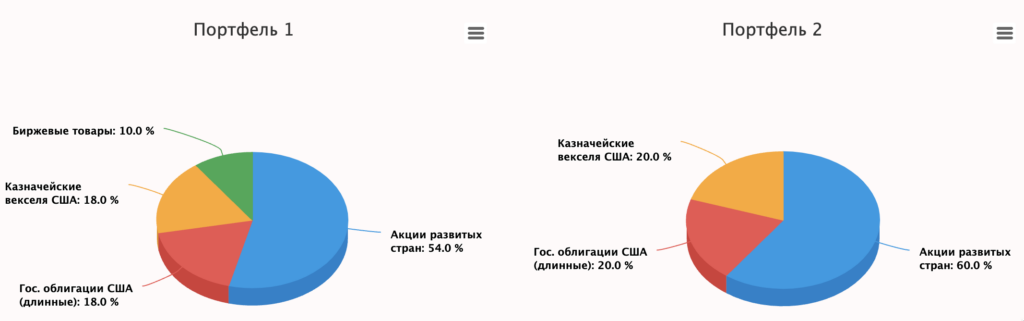 Портфель 1
Биржевые товары: 10.0 %
Казначейские
векселя США: 18.0 %
Акции развитых
стран: 54.0 %
Гос. облигации США
(длинные): 18.0 %
Портфель 2
Казначейские
векселя США: 20.0 %
Гос. облигации США
(длинные): 20.0 %
Акции развитых
стран: 60.0 %